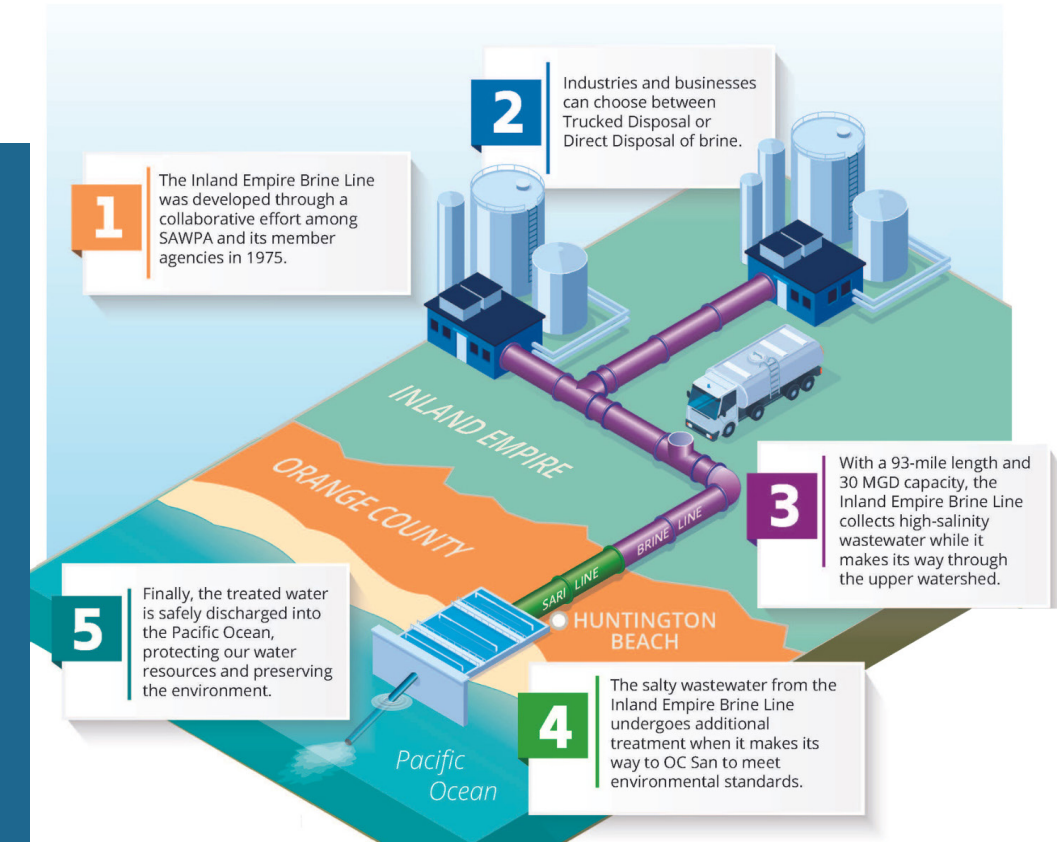 1
The Inland Empire Brine Line
was developed through a
collaborative effort among
SAWPA and its member
agencies in 1975.
2
Industries and businesses
can choose between
Trucked Disposal or
Direct Disposal of brine.
INLAND EMPIRE
ORANGE COUNTY
3
With a 93-mile length and
30 MGD capacity, the
Inland Empire Brine Line
collects high-salinity
wastewater while it
makes its way through
the upper watershed.
BRINE LINE
SARI LINE
HUNTINGTON
BEACH
4
The salty wastewater from the
Inland Empire Brine Line
undergoes additional
treatment when it makes its
way to OC San to meet
environmental standards.
5
Finally, the treated water
is safely discharged into
the Pacific Ocean,
protecting our water
resources and preserving
the environment.
Pacific
Ocean